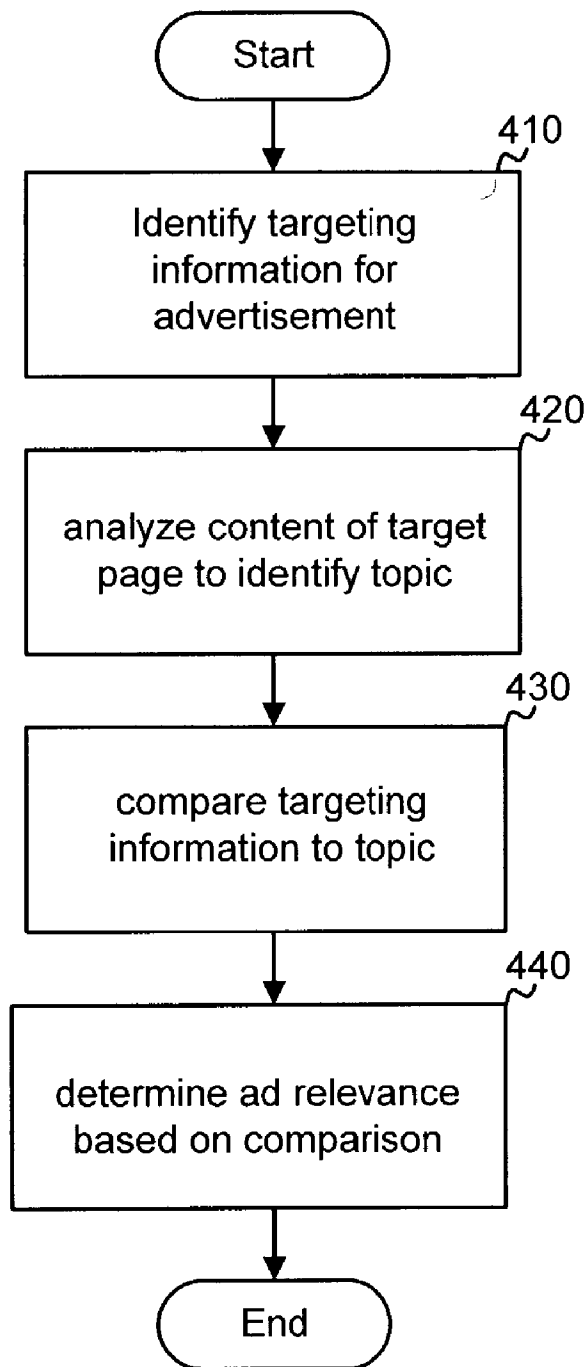 Start
410
Identify targeting
information for
advertisement
420
analyze content of target
page to identify topic
430
compare targeting
information to topic
440
determine ad relevance
based on comparison
End